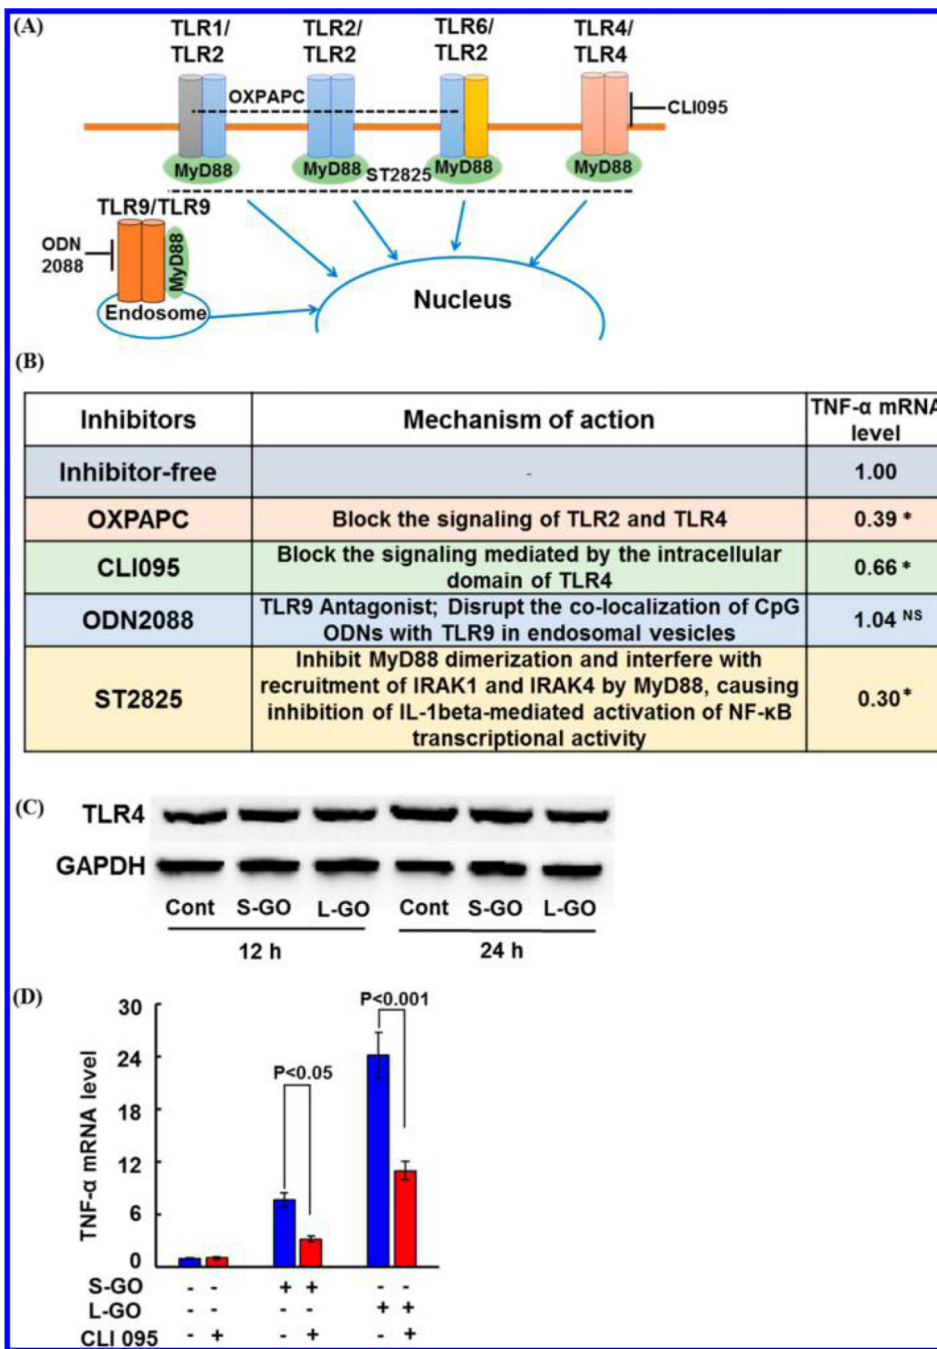 (A)
TLR1/ TLR2/ TLR6/ TLR4/
TLR2 TLR2 TLR2 TLR4
OXPAPC
CLI095
MyD88 MyD88 MyD88 MyD88
ST2825
TLR9/TLR9
ODN
2088
MyD88
Endosome
Nucleus
(B)
Inhibitors Mechanism of action TNF-α mRNA
level
Inhibitor-free - 1.00
OXPAPC Block the signaling of TLR2 and TLR4 0.39 *
CLI095 Block the signaling mediated by the intracellular
domain of TLR4 0.66 *
ODN2088 TLR9 Antagonist; Disrupt the co-localization of CpG
ODNs with TLR9 in endosomal vesicles 1.04 NS
ST2825 Inhibit MyD88 dimerization and interfere with
recruitment of IRAK1 and IRAK4 by MyD88, causing
inhibition of IL-1beta-mediated activation of NF-κB
transcriptional activity 0.30 *
(C)
TLR4
GAPDH
Cont S-GO L-GO Cont S-GO L-GO
12 h 24 h
(D)
TNF-α mRNA level
30
24
18
12
6
0
P<0.05
P<0.001
S-GO - - + + - -
L-GO - - - - + +
CLI 095 - + - + - +